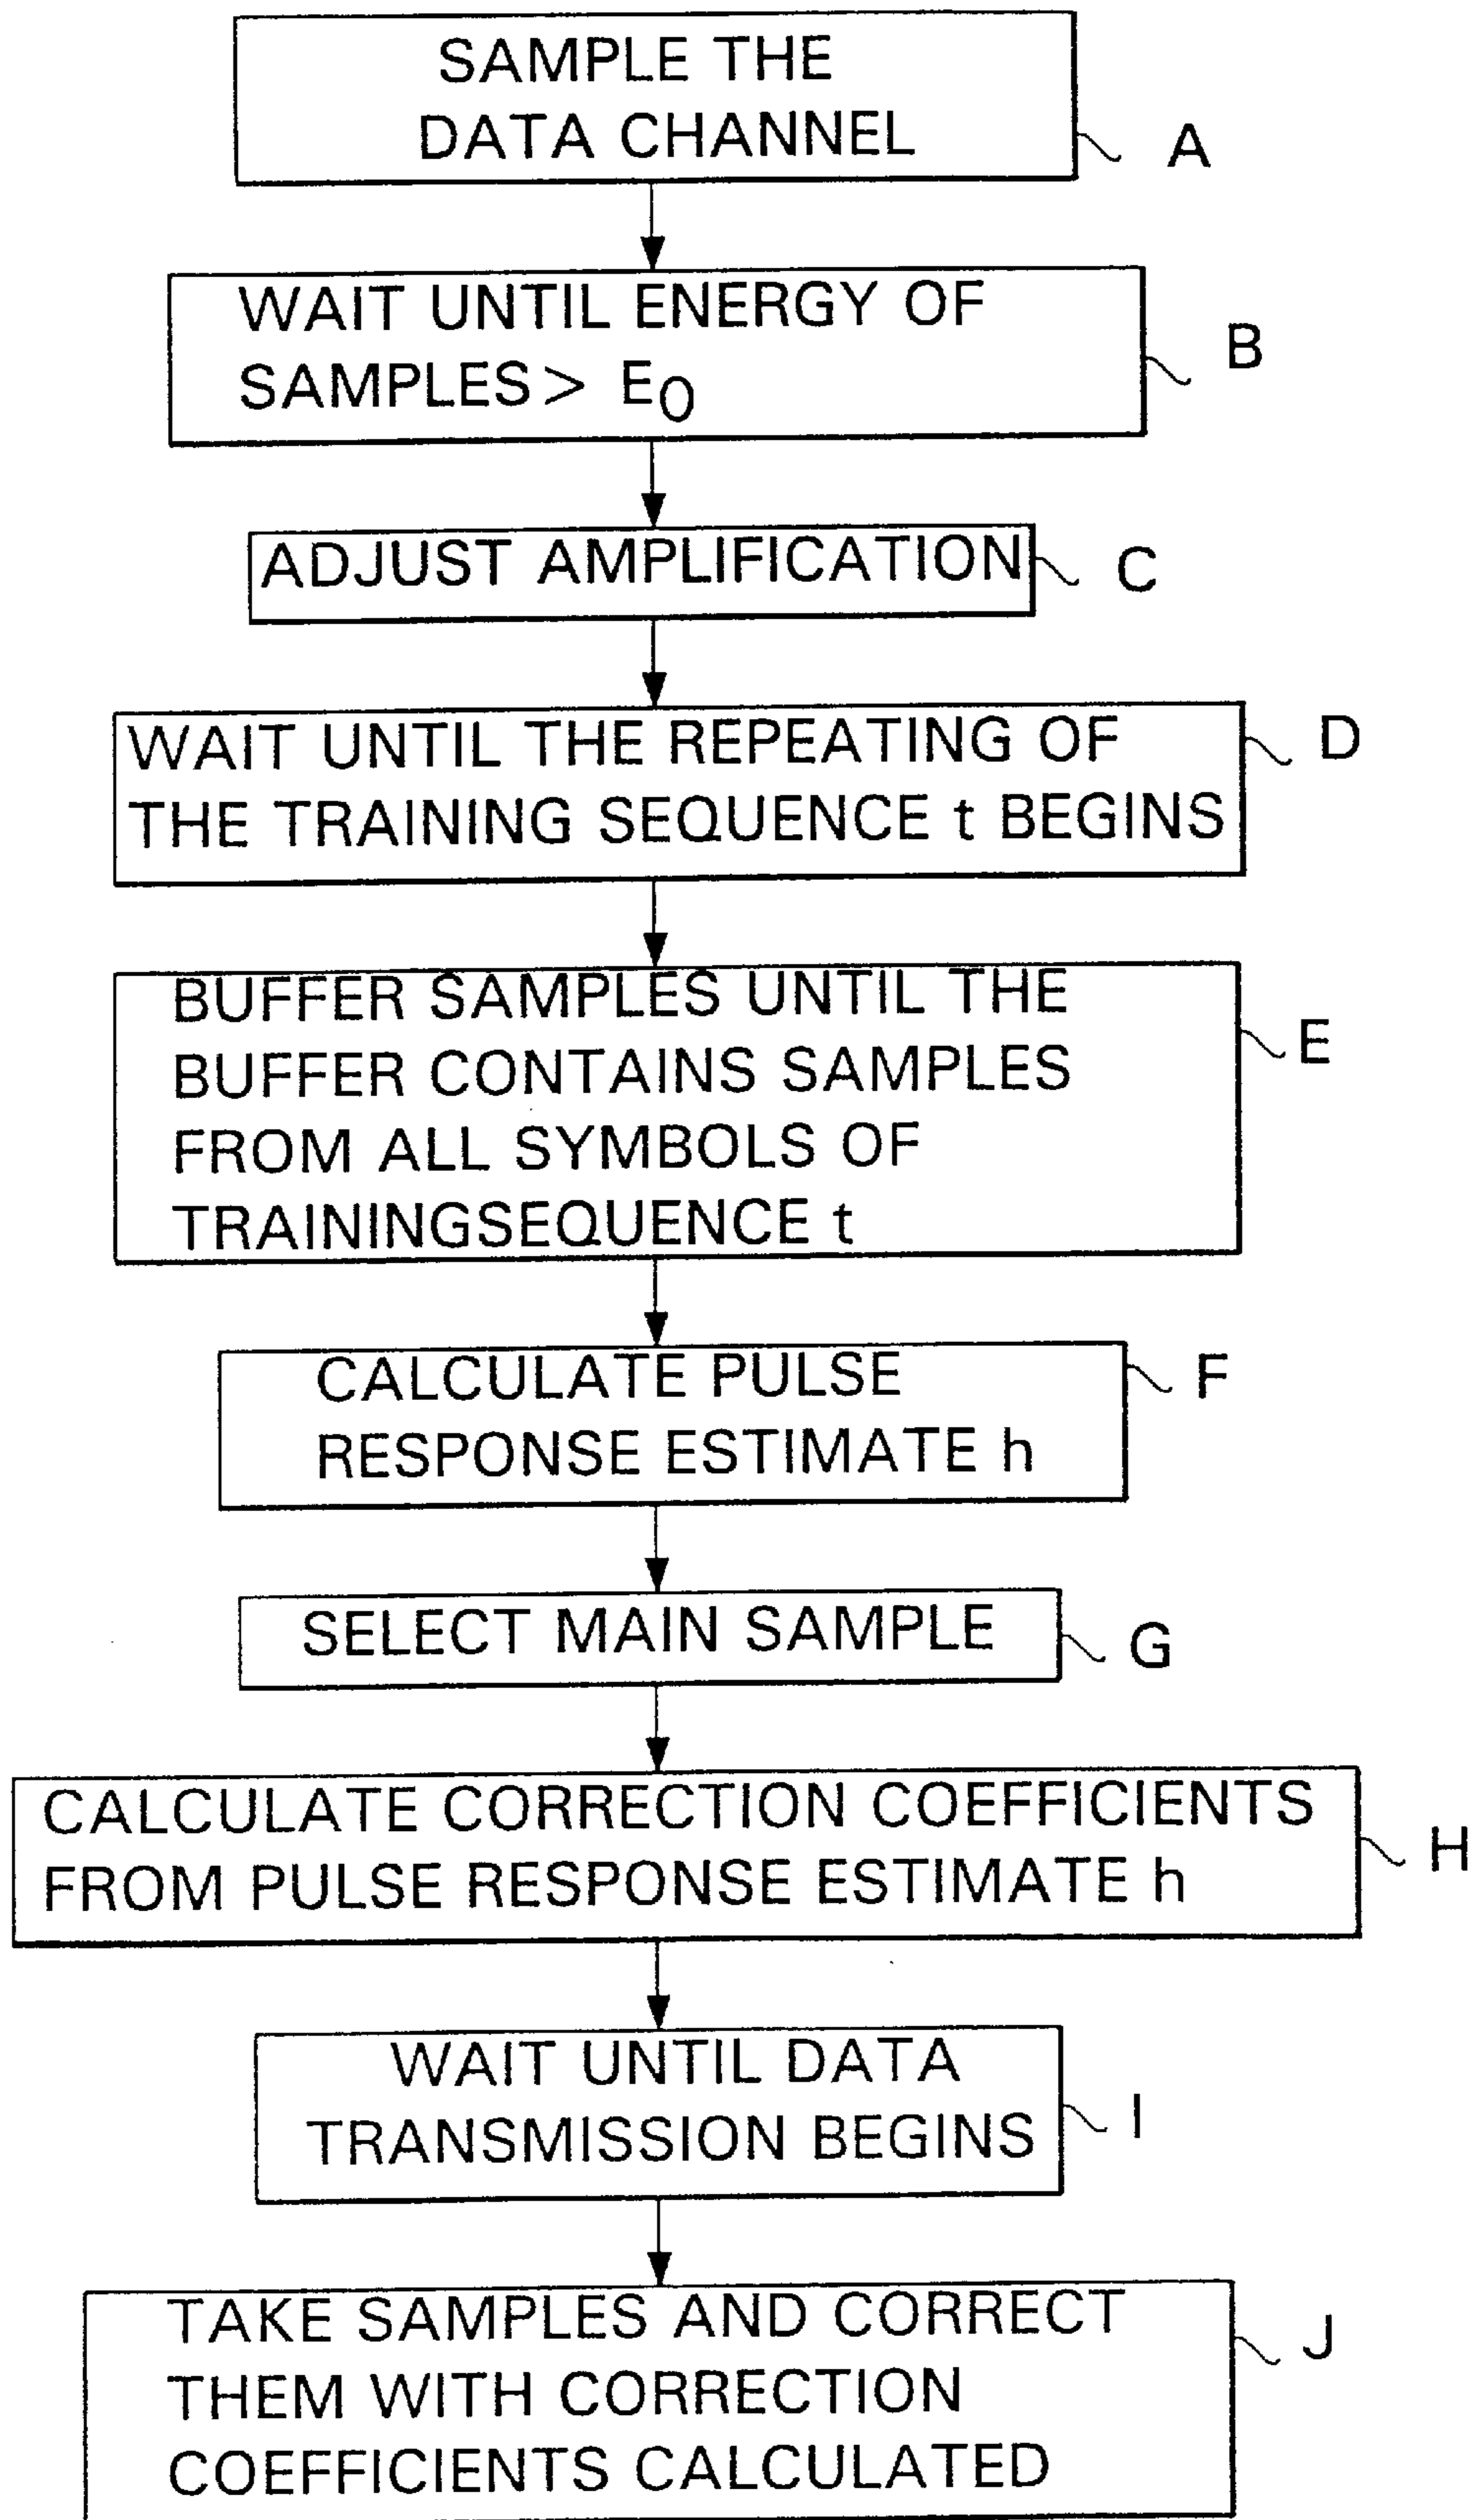 SAMPLE THE
DATA CHANNEL
A
WAIT UNTIL ENERGY OF
SAMPLES > E0
B
ADJUST AMPLIFICATION
C
WAIT UNTIL THE REPEATING OF
THE TRAINING SEQUENCE t BEGINS
D
BUFFER SAMPLES UNTIL THE
BUFFER CONTAINS SAMPLES
FROM ALL SYMBOLS OF
TRAININGSEQUENCE t
E
CALCULATE PULSE
RESPONSE ESTIMATE h
F
SELECT MAIN SAMPLE
G
CALCULATE CORRECTION COEFFICIENTS
FROM PULSE RESPONSE ESTIMATE h
H
WAIT UNTIL DATA
TRANSMISSION BEGINS
I
TAKE SAMPLES AND CORRECT
THEM WITH CORRECTION
COEFFICIENTS CALCULATED
J